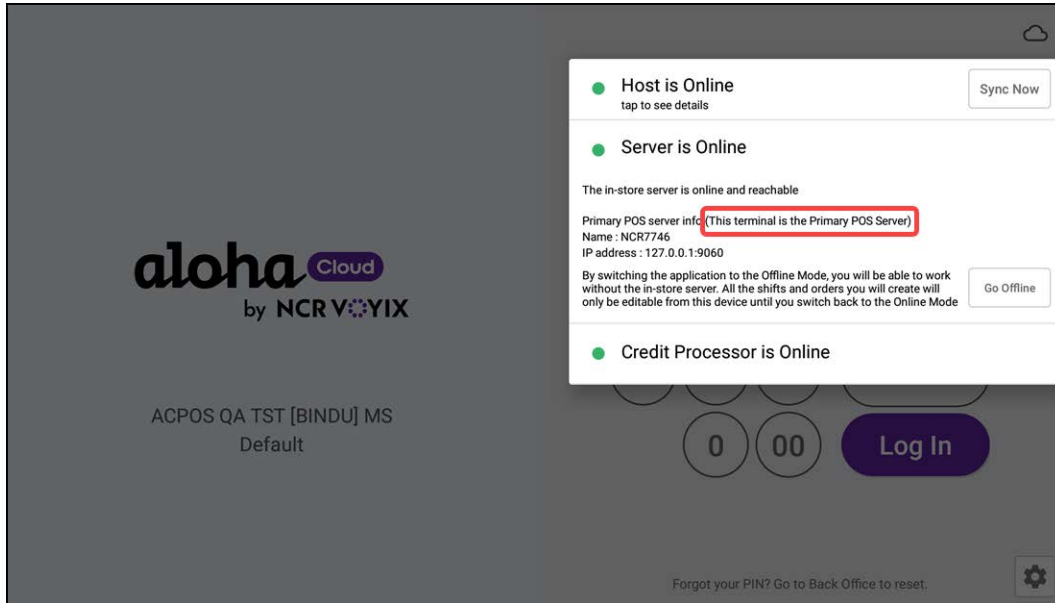 Host is Online
tap to see details
Sync Now
Server is Online
The in-store server is online and reachable
Primary POS server info (This terminal is the Primary POS Server)
Name : NCR7746
IP address : 127.0.0.1:9060
By switching the application to the Offline Mode, you will be able to work
without the in-store server. All the shifts and orders you will create will
only be editable from this device until you switch back to the Online Mode
Go Offline
Credit Processor is Online
aloha Cloud
by NCR VOYIX
ACPOS QA TST [BINDU] MS
Default
0
00
Log In
Forgot your PIN? Go to Back Office to reset.